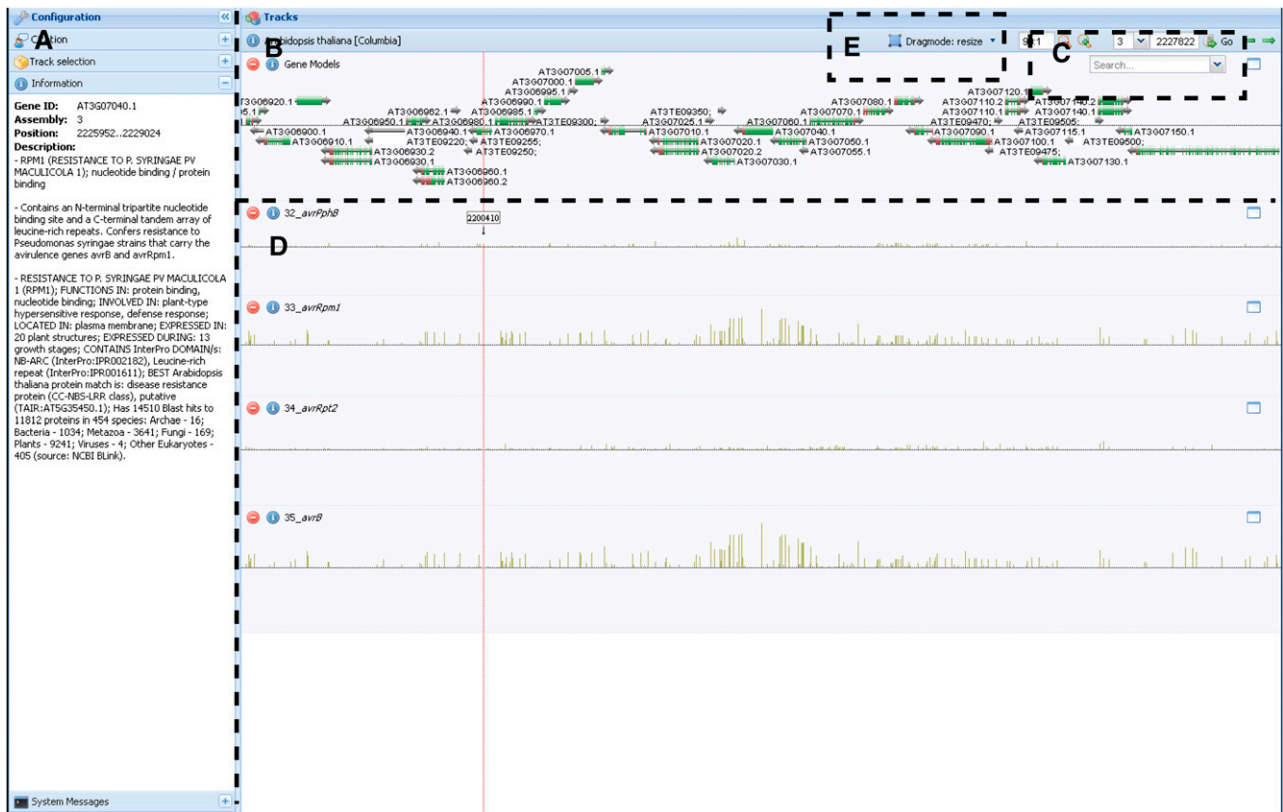 Configuration
A
Track selection
Information
Gene ID: AT3G07040.1
Assembly: 3
Position: 2225952..2229024
Description:
- RPM1 (RESISTANCE TO P. SYRINGAE PV
MACULICOLA 1); nucleotide binding / protein
binding
- Contains an N-terminal tripartite nucleotide
binding site and a C-terminal tandem array of
leucine-rich repeats. Confers resistance to
Pseudomonas syringae strains that carry the
avirulence genes avrB and avrRpm1.
- RESISTANCE TO P. SYRINGAE PV MACULICOLA
1 (RPM1); FUNCTIONS IN: protein binding,
nucleotide binding; INVOLVED IN: plant-type
hypersensitive response, defense response;
LOCATED IN: plasma membrane; EXPRESSED IN:
20 plant structures; EXPRESSED DURING: 13
growth stages; CONTAINS InterPro DOMAIN/s:
NB-ARC (InterPro:IPR002182), Leucine-rich
repeat (InterPro:IPR001611); BEST Arabidopsis
thaliana protein match is: disease resistance
protein (CC-NBS-LRR class), putative
(TAIR:AT5G35450.1); Has 14510 Blast hits to
11812 proteins in 454 species: Archae - 16;
Bacteria - 1034; Metazoa - 3641; Fungi - 169;
Plants - 9241; Viruses - 4; Other Eukaryotes -
405 (source: NCBI BLink).
System Messages
Tracks
Arabidopsis thaliana [Columbia]
B
E
Dragmode: resize
3 2227822 Go
C
Search...
Gene Models
AT3G07005.1
AT3G07000.1
AT3G06995.1
AT3G07120.1
T3G06920.1 AT3G06990.1 AT3G07080.1 AT3G07110.2 AT3G07140.2
5.1 AT3G06962.1 AT3G06985.1 AT3TE09350; AT3G07070.1 AT3G07110.1 AT3G07140.1
AT3G06950.1 AT3G06980.1 AT3TE09300; AT3G07025.1 AT3G07060.1 AT3TE09470; AT3TE09505;
AT3G06900.1 AT3G06940.1 AT3G06970.1 AT3G07010.1 AT3G07040.1 AT3G07090.1 AT3G07115.1 AT3G07150.1
AT3G06910.1 AT3TE09220; AT3TE09255; AT3G07020.1 AT3G07050.1 AT3G07100.1 AT3TE09500;
AT3G06930.2 AT3TE09250; AT3G07020.2 AT3G07055.1 AT3TE09475;
AT3G06930.1 AT3G07030.1 AT3G07130.1
AT3G06960.1
AT3G06960.2
32_avrPphB
2200410
D
33_avrRpm1
34_avrRpt2
35_avrB